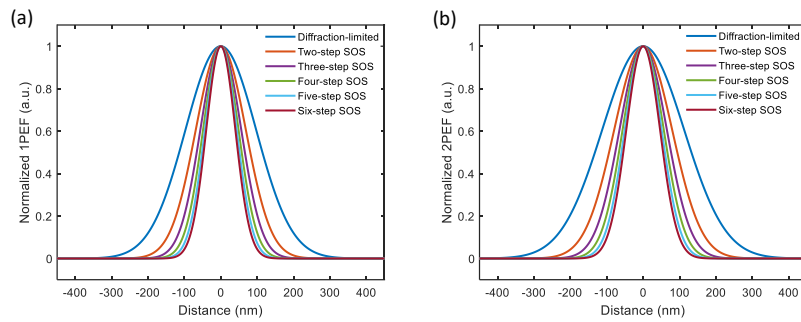 (a)
Normalized 1PEF (a.u.)
1
0.8
0.6
0.4
0.2
0
Diffraction-limited
Two-step SOS
Three-step SOS
Four-step SOS
Five-step SOS
Six-step SOS
-400 -300 -200 -100 0 100 200 300 400
Distance (nm)
(b)
Normalized 2PEF (a.u.)
1
0.8
0.6
0.4
0.2
0
Diffraction-limited
Two-step SOS
Three-step SOS
Four-step SOS
Five-step SOS
Six-step SOS
-400 -300 -200 -100 0 100 200 300 400
Distance (nm)